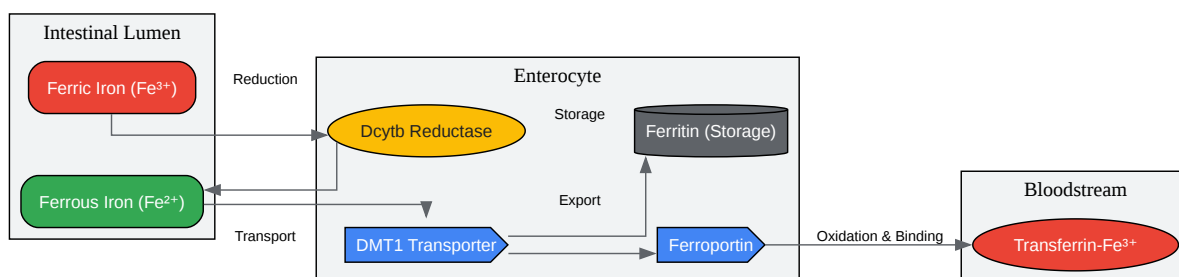 Intestinal Lumen
Ferric Iron (Fe³⁺)
Reduction
Enterocyte
Storage
Dcytb Reductase
Ferritin (Storage)
Ferrous Iron (Fe²⁺)
Export
Transport
DMT1 Transporter
Ferroportin
Oxidation & Binding
Bloodstream
Transferrin-Fe³⁺